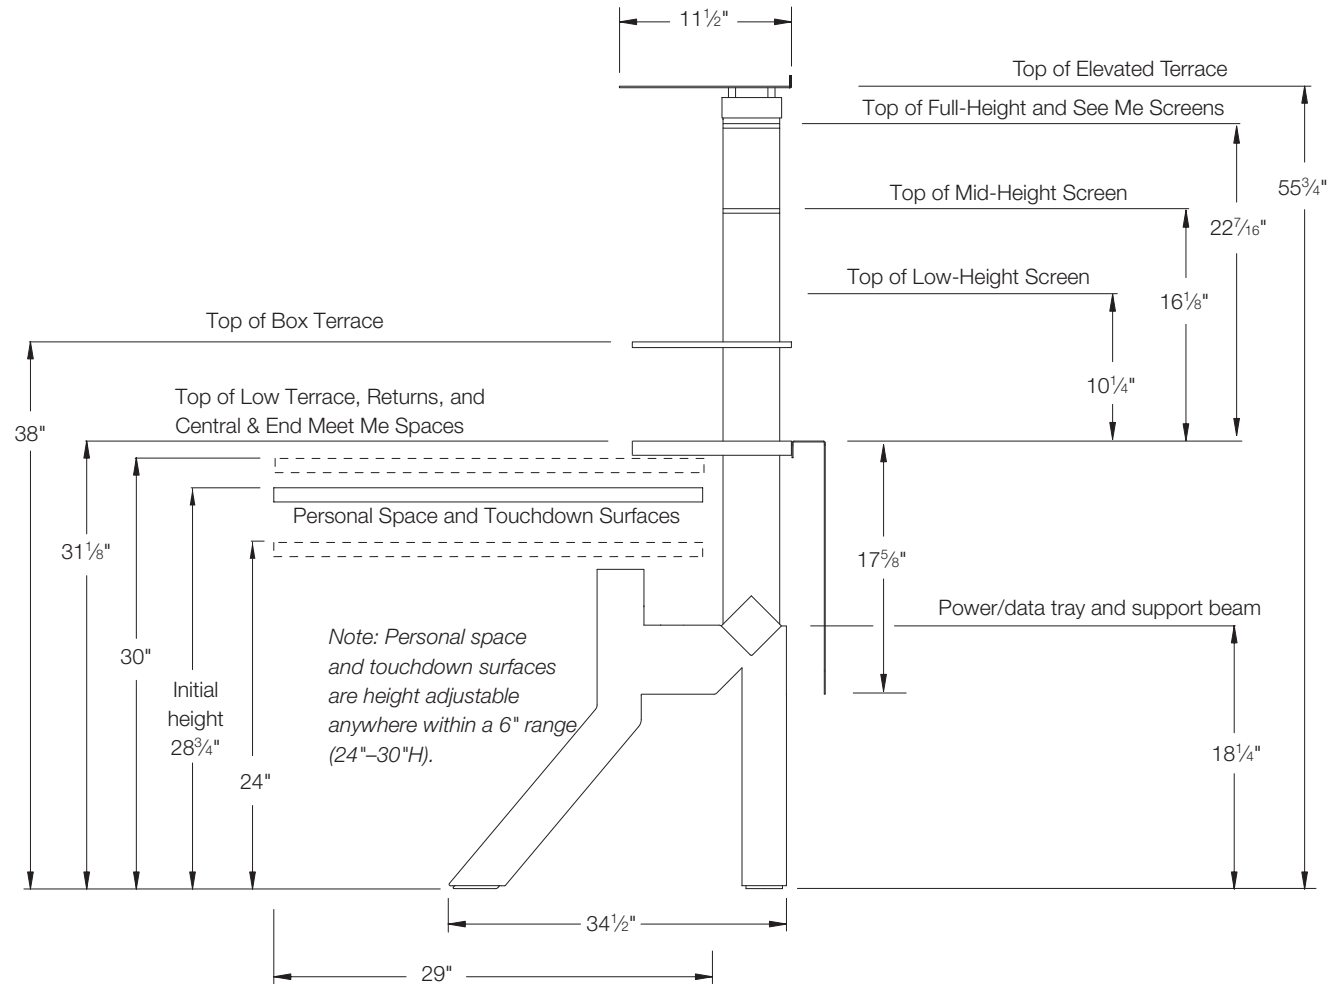 11½"
Top of Elevated Terrace
Top of Full-Height and See Me Screens
55¾"
Top of Mid-Height Screen
22⁷⁄₁₆"
Top of Low-Height Screen
16⅛"
Top of Box Terrace
10¼"
Top of Low Terrace, Returns, and
Central & End Meet Me Spaces
38"
Personal Space and Touchdown Surfaces
31⅛"
17⅝"
Power/data tray and support beam
Note: Personal space
and touchdown surfaces
are height adjustable
anywhere within a 6" range
(24"–30"H).
30"
Initial
height
28¾"
24"
18¼"
34½"
29"